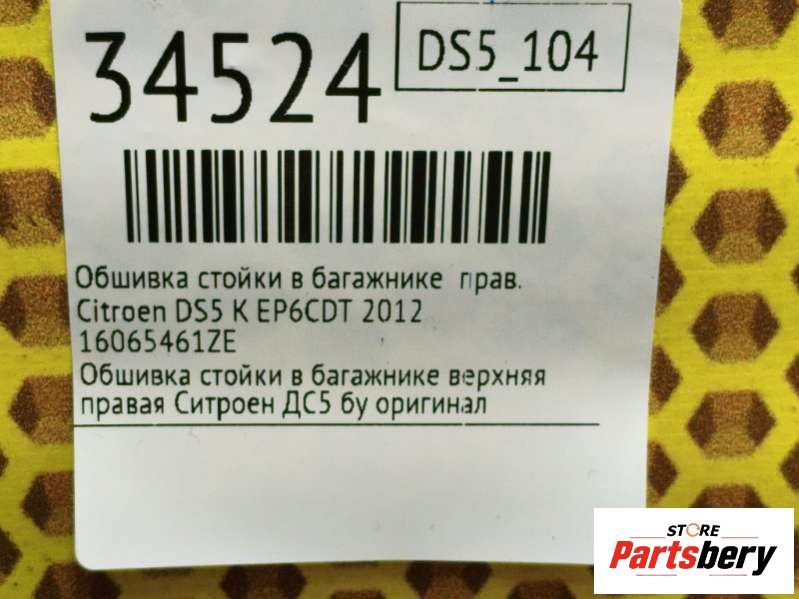 34524
DS5_104
Обшивка стойки в багажнике прав.
Citroen DS5 K EP6CDT 2012
16065461ZE
Обшивка стойки в багажнике верхняя
правая Ситроен ДС5 бу оригинал
STORE
Partsbery